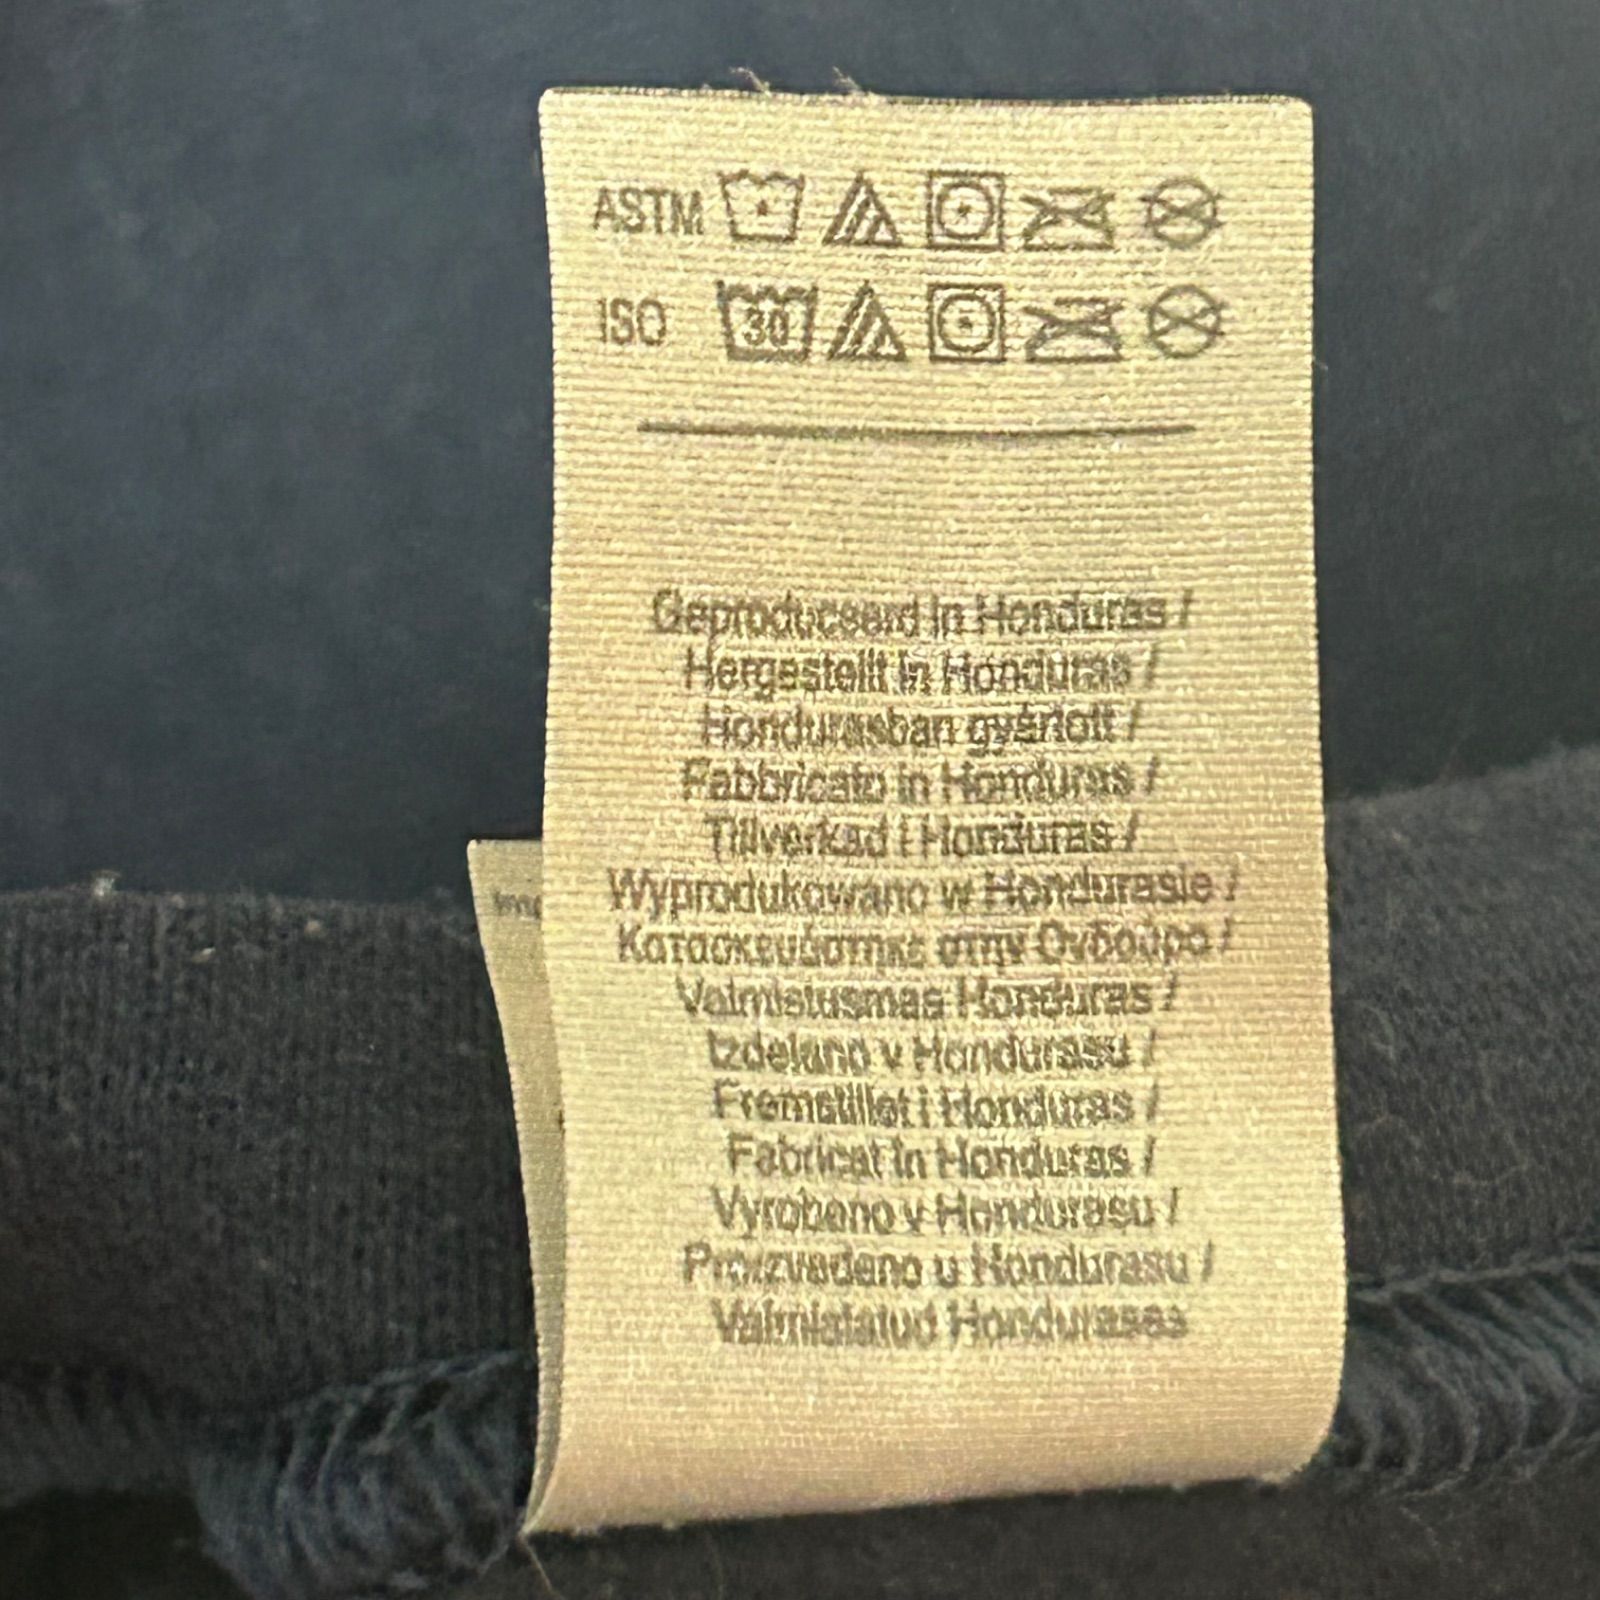 ASTM
ISO 30
Geproduceerd in Honduras /
Hergestellt in Honduras /
Hondurasban gyártott /
Fabbricato in Honduras /
Tillverkad i Honduras /
Wyprodukowano w Hondurasie /
Κατασκευάστηκε στην Ονδούρα /
Valmistusmaa Honduras /
Izdelano v Hondurasu /
Fremstillet i Honduras /
Fabricat în Honduras /
Vyrobeno v Hondurasu /
Proizvedeno u Hondurasu /
Valmistatud Hondurases